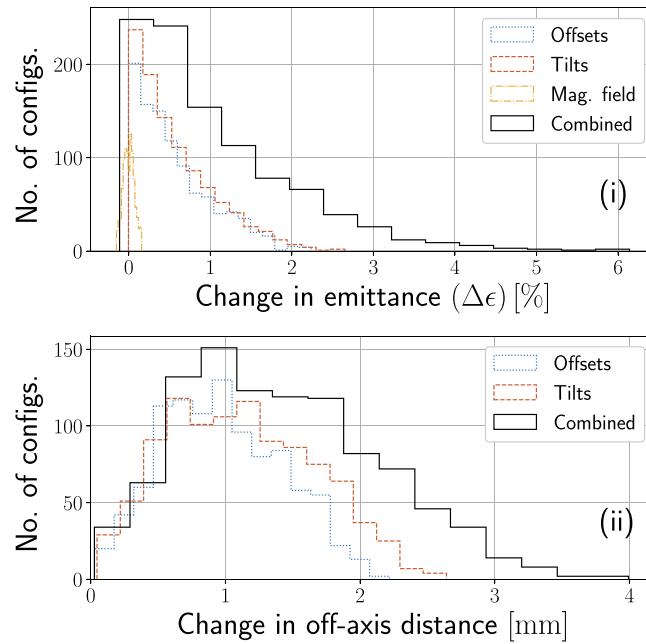 No. of configs.
200
100
0
Offsets
Tilts
Mag. field
Combined
(i)
0 1 2 3 4 5 6
Change in emittance (Δϵ) [%]
No. of configs.
150
100
50
0
Offsets
Tilts
Combined
(ii)
0 1 2 3 4
Change in off-axis distance [mm]